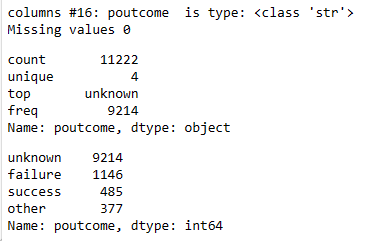 columns #16: poutcome  is type: <class 'str'>
Missing values 0
count       11222
unique          4
top       unknown
freq         9214
Name: poutcome, dtype: object
unknown    9214
failure    1146
success     485
other       377
Name: poutcome, dtype: int64